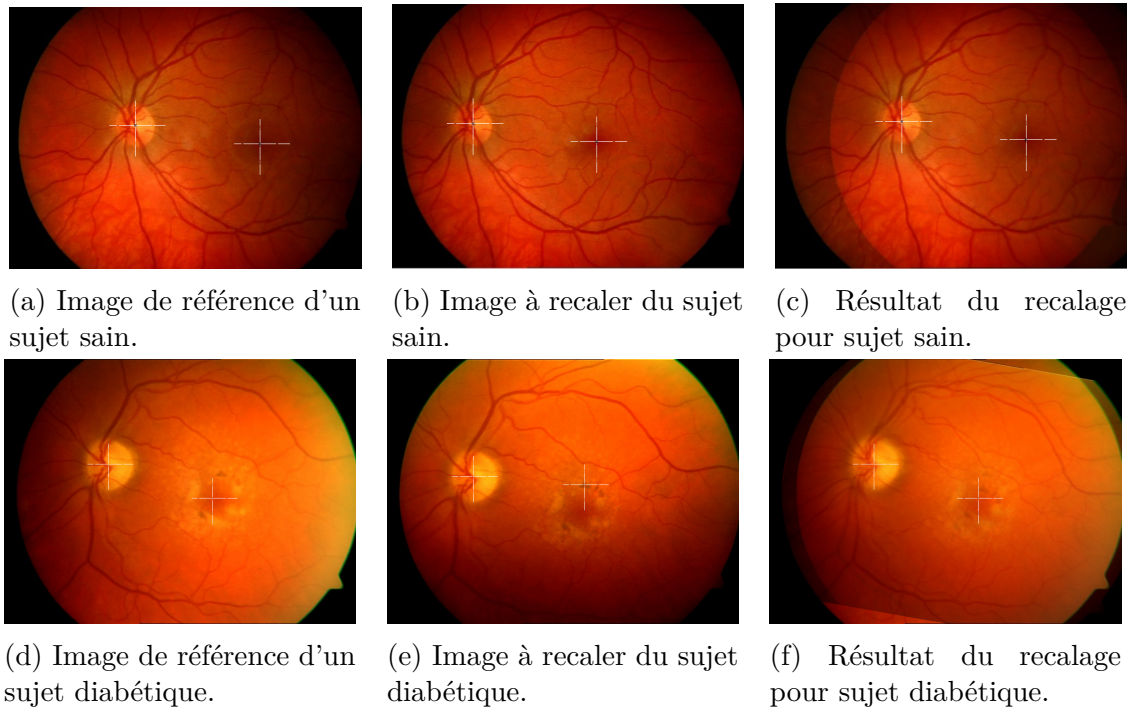 (a) Image de référence d'un
sujet sain.
(b) Image à recaler du sujet
sain.
(c) Résultat du recalage
pour sujet sain.
(d) Image de référence d'un
sujet diabétique.
(e) Image à recaler du sujet
diabétique.
(f) Résultat du recalage
pour sujet diabétique.